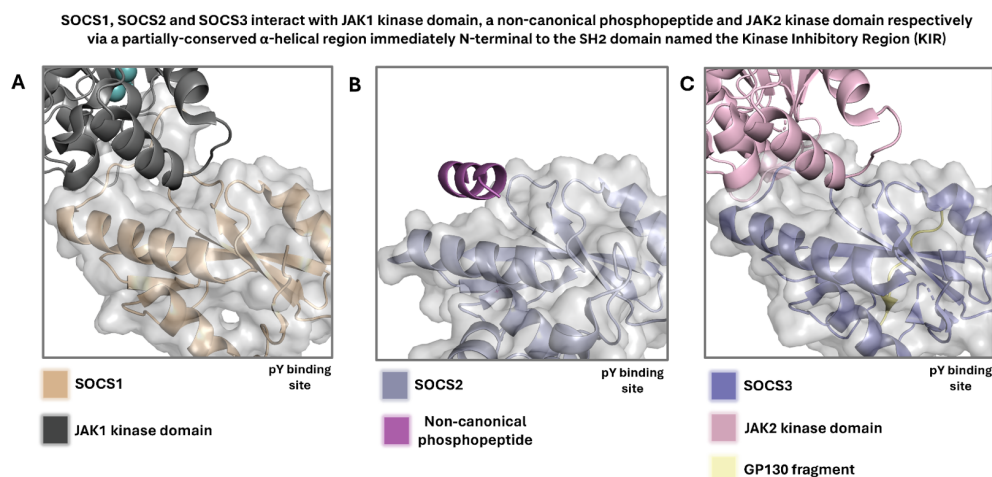 SOCS1, SOCS2 and SOCS3 interact with JAK1 kinase domain, a non-canonical phosphopeptide and JAK2 kinase domain respectively
via a partially-conserved α-helical region immediately N-terminal to the SH2 domain named the Kinase Inhibitory Region (KIR)
A
B
C
pY binding
site
pY binding
site
pY binding
site
SOCS1
JAK1 kinase domain
SOCS2
Non-canonical
phosphopeptide
SOCS3
JAK2 kinase domain
GP130 fragment